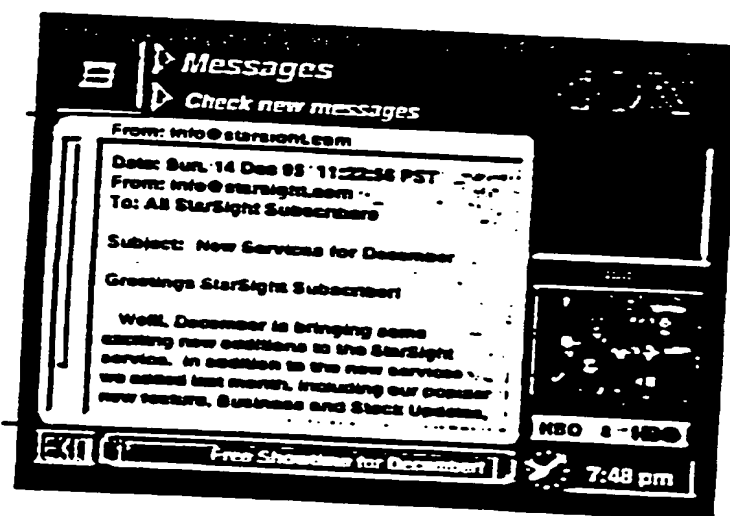 Messages
Check new messages
From: info@starsight.com
Date: Sun, 14 Dec 95 11:22:56 PST
From: info@starsight.com
To: All StarSight Subscribers
Subject: New Services for December
Greetings StarSight Subscriber!
Well, December is bringing some
exciting new additions to the StarSight
service. In addition to the new services
we added last month, including our popular
new feature, Business and Stock Updates,
HBO 8 - HBO
EXIT
Free Showtime for December!
7:48 pm